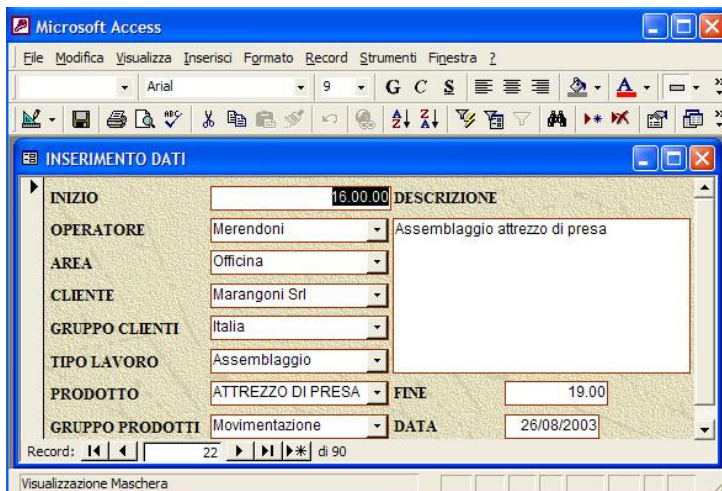 Microsoft Access
File Modifica Visualizza Inserisci Formato Record Strumenti Finestra ?
Arial 9 G C S A
ABC A Z Z A
INSERIMENTO DATI
INIZIO 16.00.00 DESCRIZIONE
OPERATORE Merendoni Assemblaggio attrezzo di presa
AREA Officina
CLIENTE Marangoni Srl
GRUPPO CLIENTI Italia
TIPO LAVORO Assemblaggio
PRODOTTO ATTREZZO DI PRESA FINE 19.00
GRUPPO PRODOTTI Movimentazione DATA 26/08/2003
Record: 22 di 90
Visualizzazione Maschera